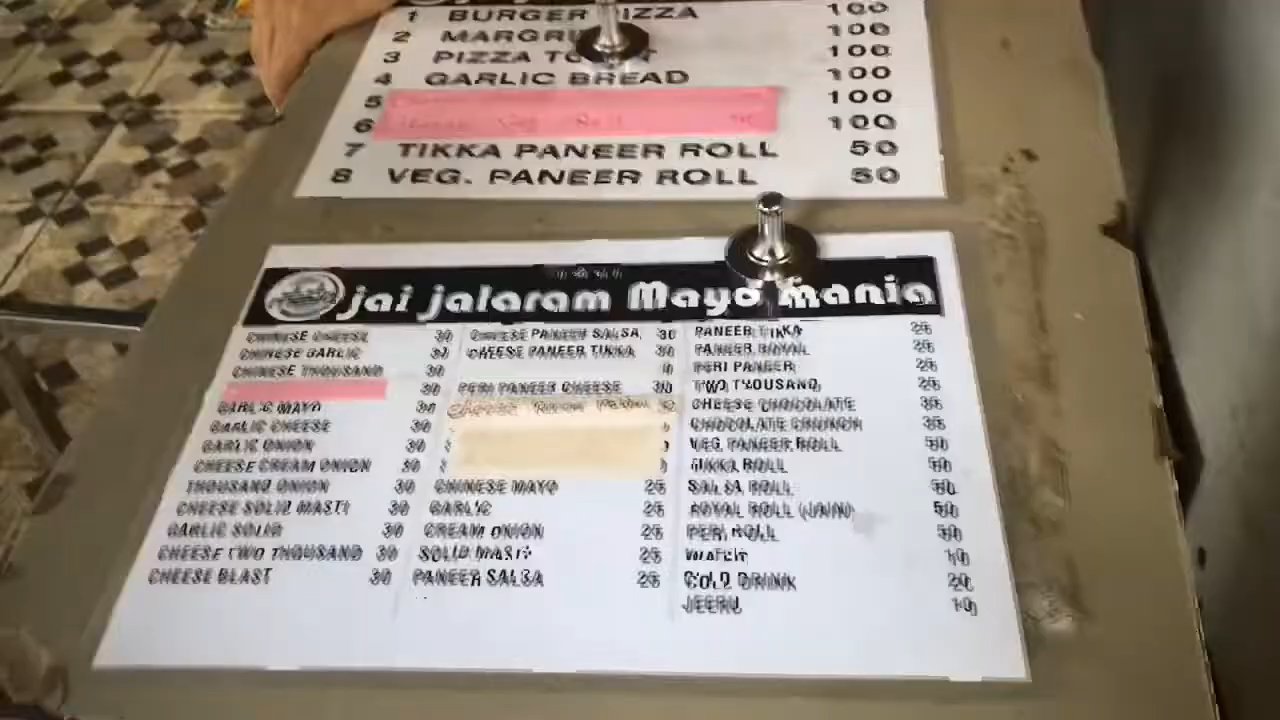 1 BURGER PIZZA 100
2 100
3 PIZZA 100
4 GARLIC BREAD 100
5 100
6 Veg Roll 100
7 TIKKA PANEER ROLL 50
8 VEG. PANEER ROLL 50
jai jalaram Mayo mania
CHINESE CHEESE 30
CHINESE GARLIC 30
CHINESE THOUSAND 30
30
GARLIC MAYO 30
GARLIC CHEESE 30
GARLIC ONION 30
CHEESE CREAM ONION 30
THOUSAND ONION 30
CHEESE SOLID MASTI 30
GARLIC SOLID 30
CHEESE TWO THOUSAND 30
CHEESE BLAST 30
CHEESE PANEER SALSA 30
CHEESE PANEER TIKKA 30
PERI PANEER CHEESE 30
Cheese
CHINESE MAYO 25
GARLIC 25
CREAM ONION 25
SOLID MASTI 25
PANEER SALSA 25
PANEER TIKKA 25
PANEER ROYAL 25
PERI PANEER 25
TWO THOUSAND 25
CHEESE CHOCOLATE 35
CHOCOLATE CRUNCH 35
VEG. PANEER ROLL 50
TIKKA ROLL 50
SALSA ROLL 50
ROYAL ROLL (JAIN) 50
PERI ROLL 50
WATER 10
COLD DRINK 20
JEERU 10